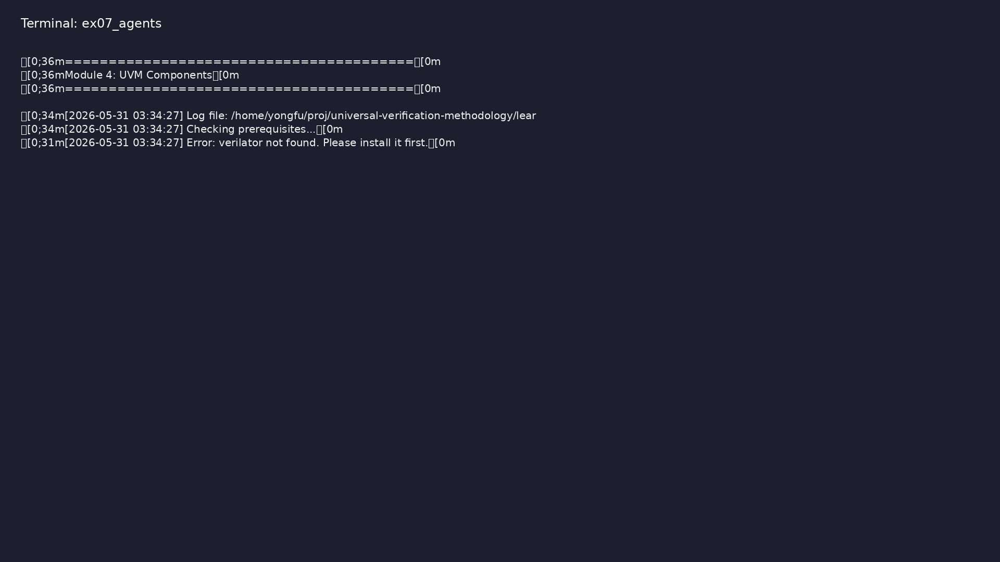 Terminal: ex07_agents
▯[0;36m========================================▯[0m
▯[0;36mModule 4: UVM Components▯[0m
▯[0;36m========================================▯[0m
▯[0;34m[2026-05-31 03:34:27] Log file: /home/yongfu/proj/universal-verification-methodology/lear
▯[0;34m[2026-05-31 03:34:27] Checking prerequisites...▯[0m
▯[0;31m[2026-05-31 03:34:27] Error: verilator not found. Please install it first.▯[0m